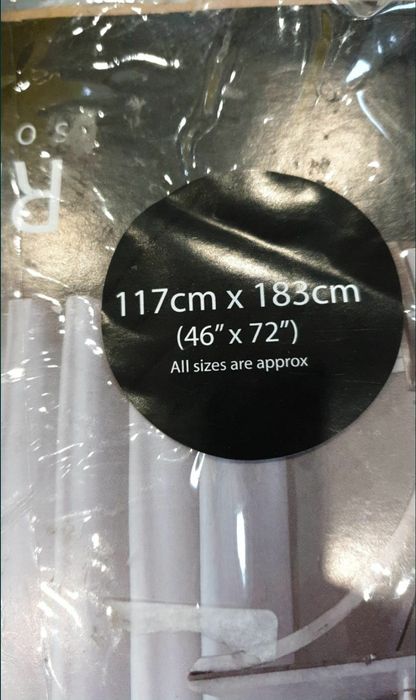 117cm x 183cm
(46” x 72”)
All sizes are approx